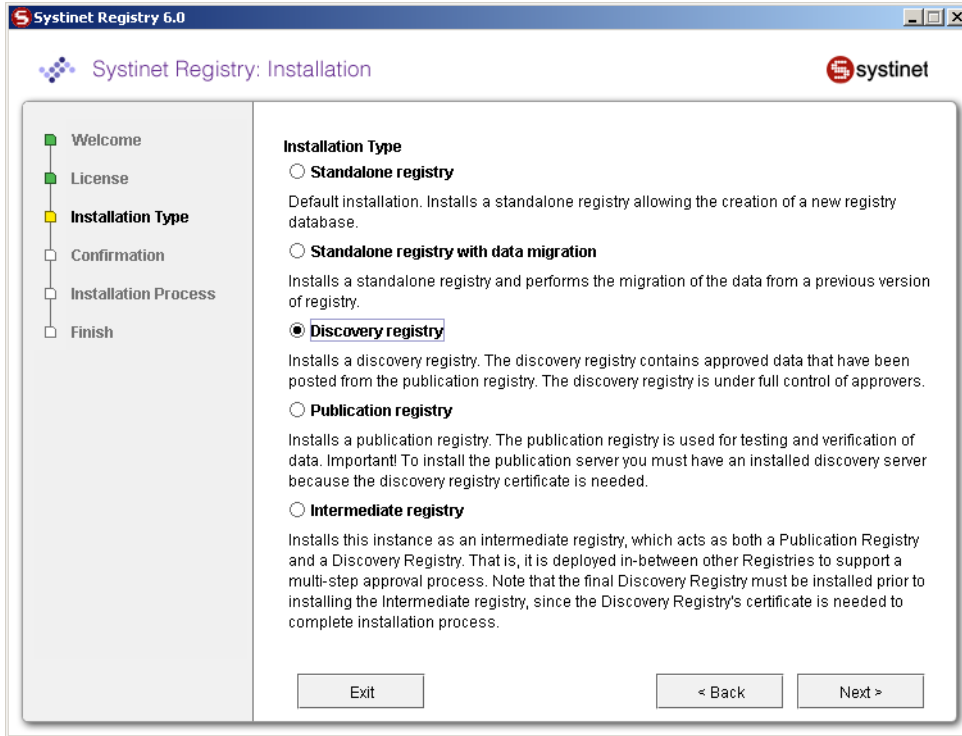 Systinet Registry 6.0
Systinet Registry: Installation
systinet
Welcome
License
Installation Type
Confirmation
Installation Process
Finish
Installation Type
Standalone registry
Default installation. Installs a standalone registry allowing the creation of a new registry
database.
Standalone registry with data migration
Installs a standalone registry and performs the migration of the data from a previous version
of registry.
Discovery registry
Installs a discovery registry. The discovery registry contains approved data that have been
posted from the publication registry. The discovery registry is under full control of approvers.
Publication registry
Installs a publication registry. The publication registry is used for testing and verification of
data. Important! To install the publication server you must have an installed discovery server
because the discovery registry certificate is needed.
Intermediate registry
Installs this instance as an intermediate registry, which acts as both a Publication Registry
and a Discovery Registry. That is, it is deployed in-between other Registries to support a
multi-step approval process. Note that the final Discovery Registry must be installed prior to
installing the Intermediate registry, since the Discovery Registry's certificate is needed to
complete installation process.
Exit
< Back
Next >